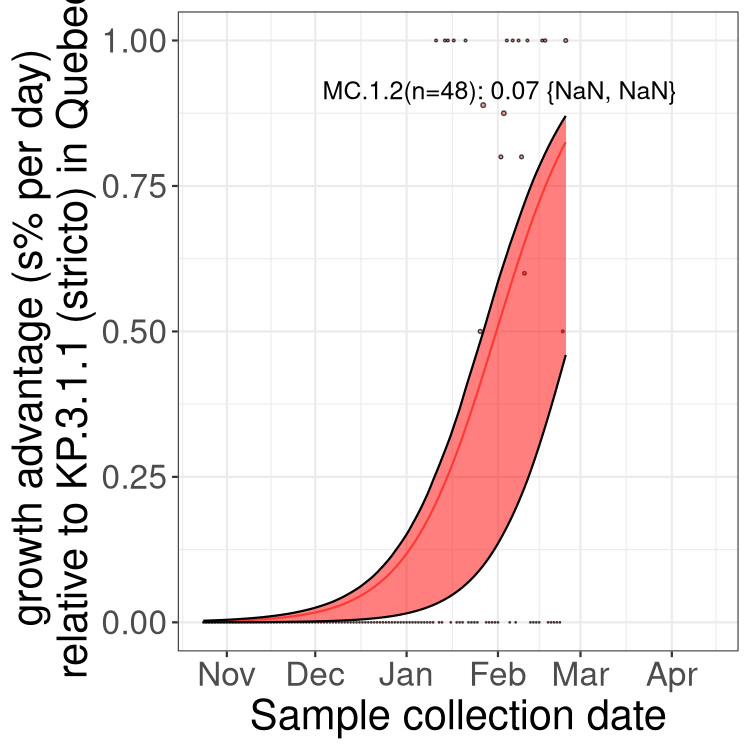 growth advantage (s% per day)
relative to KP.3.1.1 (stricto) in Quebec
1.00
0.75
0.50
0.25
0.00
MC.1.2(n=48): 0.07 {NaN, NaN}
Nov Dec Jan Feb Mar Apr
Sample collection date